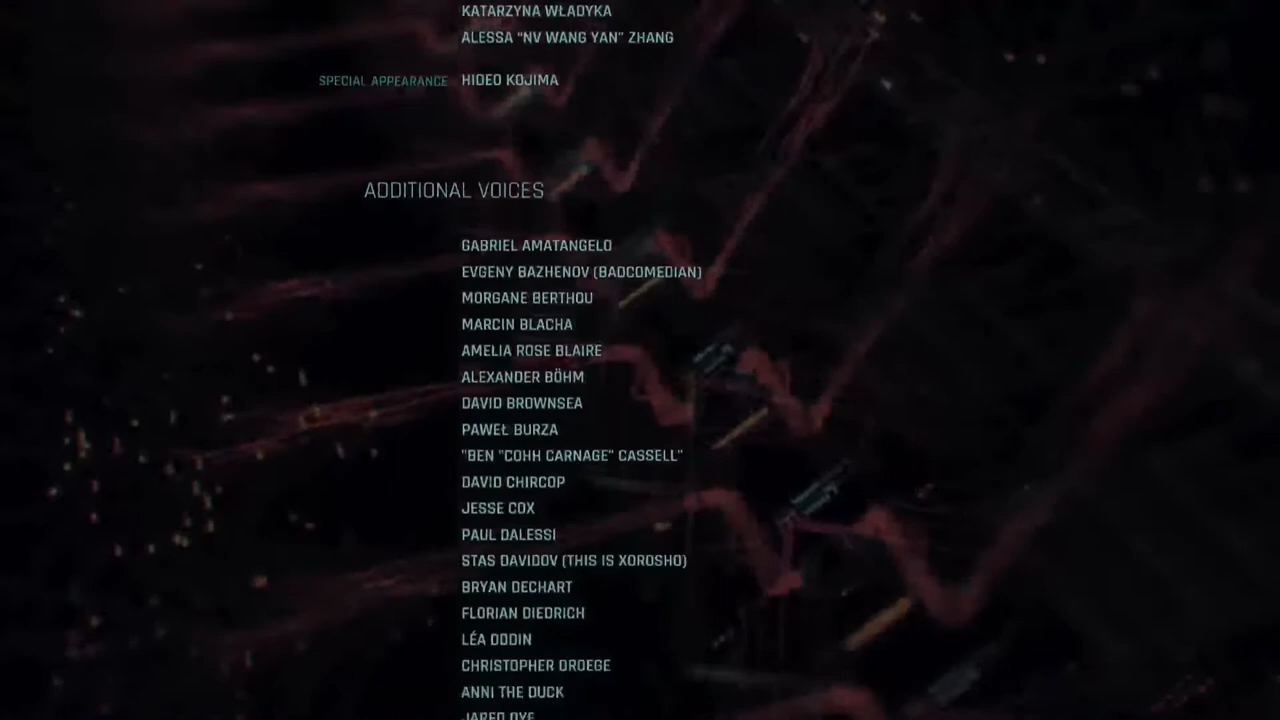 KATARZYNA WŁADYKA
ALESSA "NV WANG YAN" ZHANG
SPECIAL APPEARANCE HIDEO KOJIMA
ADDITIONAL VOICES
GABRIEL AMATANGELO
EVGENY BAZHENOV (BADCOMEDIAN)
MORGANE BERTHOU
MARCIN BLACHA
AMELIA ROSE BLAIRE
ALEXANDER BÖHM
DAVID BROWNSEA
PAWEŁ BURZA
"BEN "COHH CARNAGE" CASSELL"
DAVID CHIRCOP
JESSE COX
PAUL DALESSI
STAS DAVIDOV (THIS IS XOROSHO)
BRYAN DECHART
FLORIAN DIEDRICH
LÉA DODIN
CHRISTOPHER DROEGE
ANNI THE DUCK
JARED